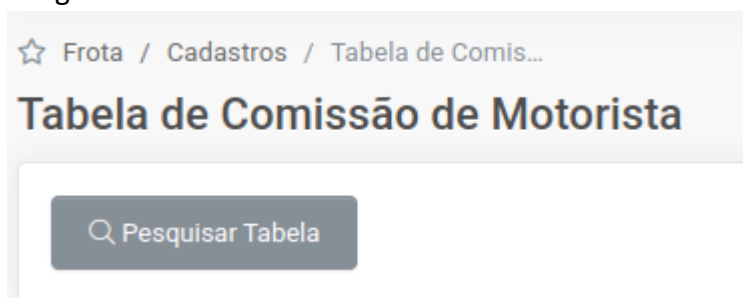 Frota / Cadastros / Tabela de Comis...
Tabela de Comissão de Motorista
Pesquisar Tabela